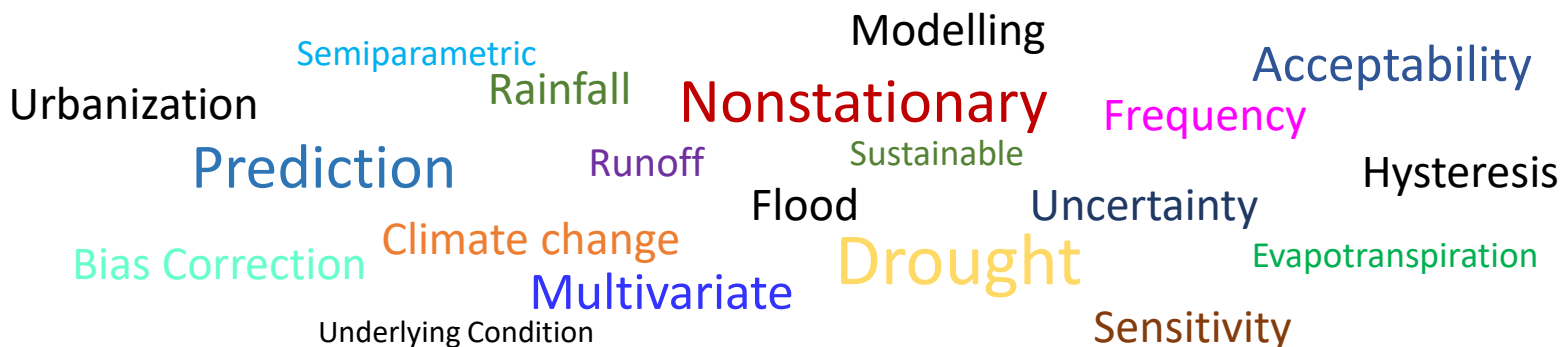 Modelling
Semiparametric
Acceptability
Rainfall
Urbanization
Nonstationary
Frequency
Prediction
Runoff
Sustainable
Hysteresis
Flood
Uncertainty
Climate change
Bias Correction
Drought
Evapotranspiration
Multivariate
Underlying Condition
Sensitivity